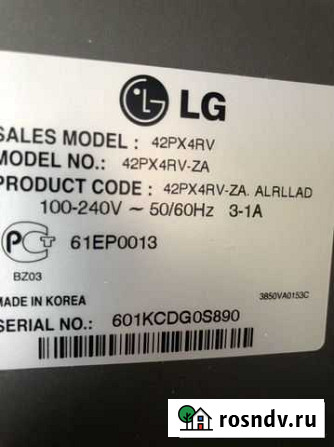 LG
SALES MODEL : 42PX4RV
MODEL NO.: 42PX4RV-ZA
PRODUCT CODE : 42PX4RV-ZA. ALRLLAD
100-240V ~ 50/60Hz 3-1A
61EP0013
BZ03
MADE IN KOREA
3850VA0153C
SERIAL NO.: 601KCDG0S890
rosndv.ru